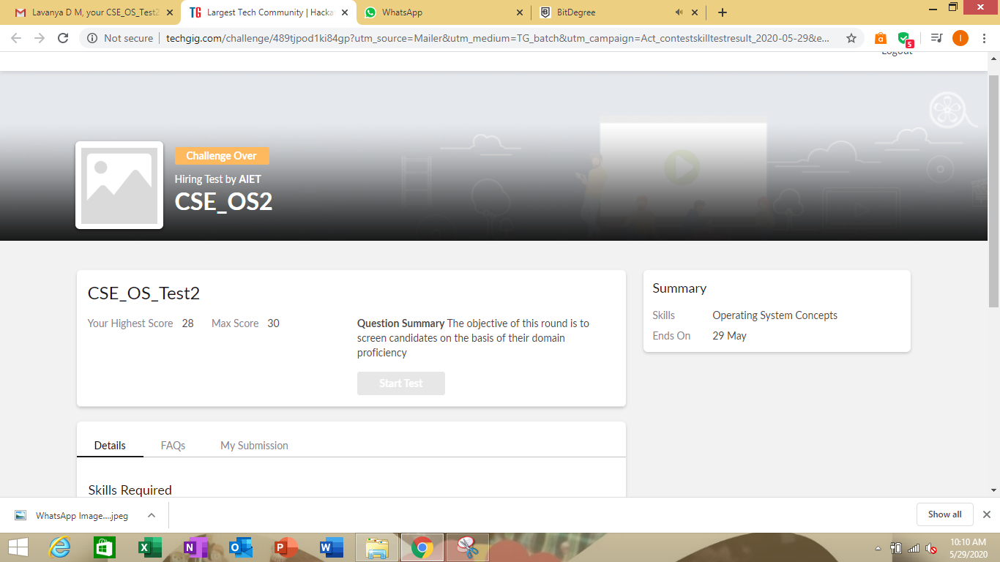 Lavanya D M, your CSE_OS_Test2
TG Largest Tech Community | Hacka
WhatsApp
BitDegree
Not secure | techgig.com/challenge/489tjpod1ki84gp?utm_source=Mailer&utm_medium=TG_batch&utm_campaign=Act_contestskilltestresult_2020-05-29&e...
a
5
I
Logout
Challenge Over
Hiring Test by AIET
CSE_OS2
CSE_OS_Test2
Your Highest Score 28 Max Score 30
Question Summary The objective of this round is to
screen candidates on the basis of their domain
proficiency
Start Test
Summary
Skills Operating System Concepts
Ends On 29 May
Details FAQs My Submission
Skills Required
WhatsApp Image....jpeg
Show all
10:10 AM
5/29/2020